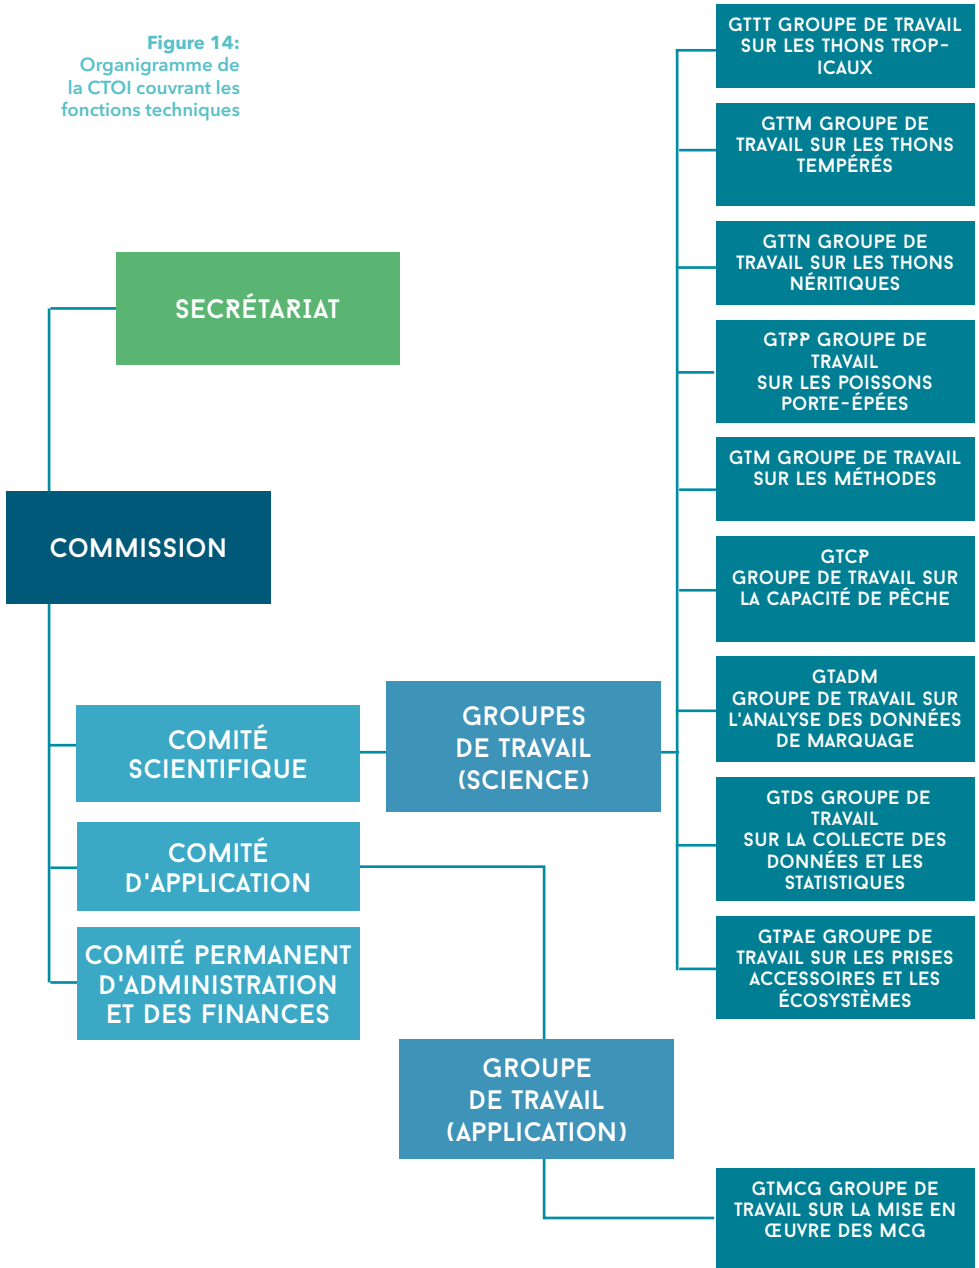 Figure 14:
Organigramme de
la CTOI couvrant les
fonctions techniques
SECRÉTARIAT
COMMISSION
COMITÉ
SCIENTIFIQUE
COMITÉ
D'APPLICATION
COMITÉ PERMANENT
D'ADMINISTRATION
ET DES FINANCES
GROUPES
DE TRAVAIL
(SCIENCE)
GROUPE
DE TRAVAIL
(APPLICATION)
GTTT GROUPE DE TRAVAIL
SUR LES THONS TROP-
ICAUX
GTTM GROUPE DE
TRAVAIL SUR LES THONS
TEMPÉRÉS
GTTN GROUPE DE
TRAVAIL SUR LES THONS
NÉRITIQUES
GTPP GROUPE DE
TRAVAIL
SUR LES POISSONS
PORTE-ÉPÉES
GTM GROUPE DE TRAVAIL
SUR LES MÉTHODES
GTCP
GROUPE DE TRAVAIL SUR
LA CAPACITÉ DE PÊCHE
GTADM
GROUPE DE TRAVAIL SUR
L'ANALYSE DES DONNÉES
DE MARQUAGE
GTDS GROUPE DE
TRAVAIL
SUR LA COLLECTE DES
DONNÉES ET LES
STATISTIQUES
GTPAE GROUPE DE
TRAVAIL SUR LES PRISES
ACCESSOIRES ET LES
ÉCOSYSTÈMES
GTMCG GROUPE DE
TRAVAIL SUR LA MISE EN
ŒUVRE DES MCG